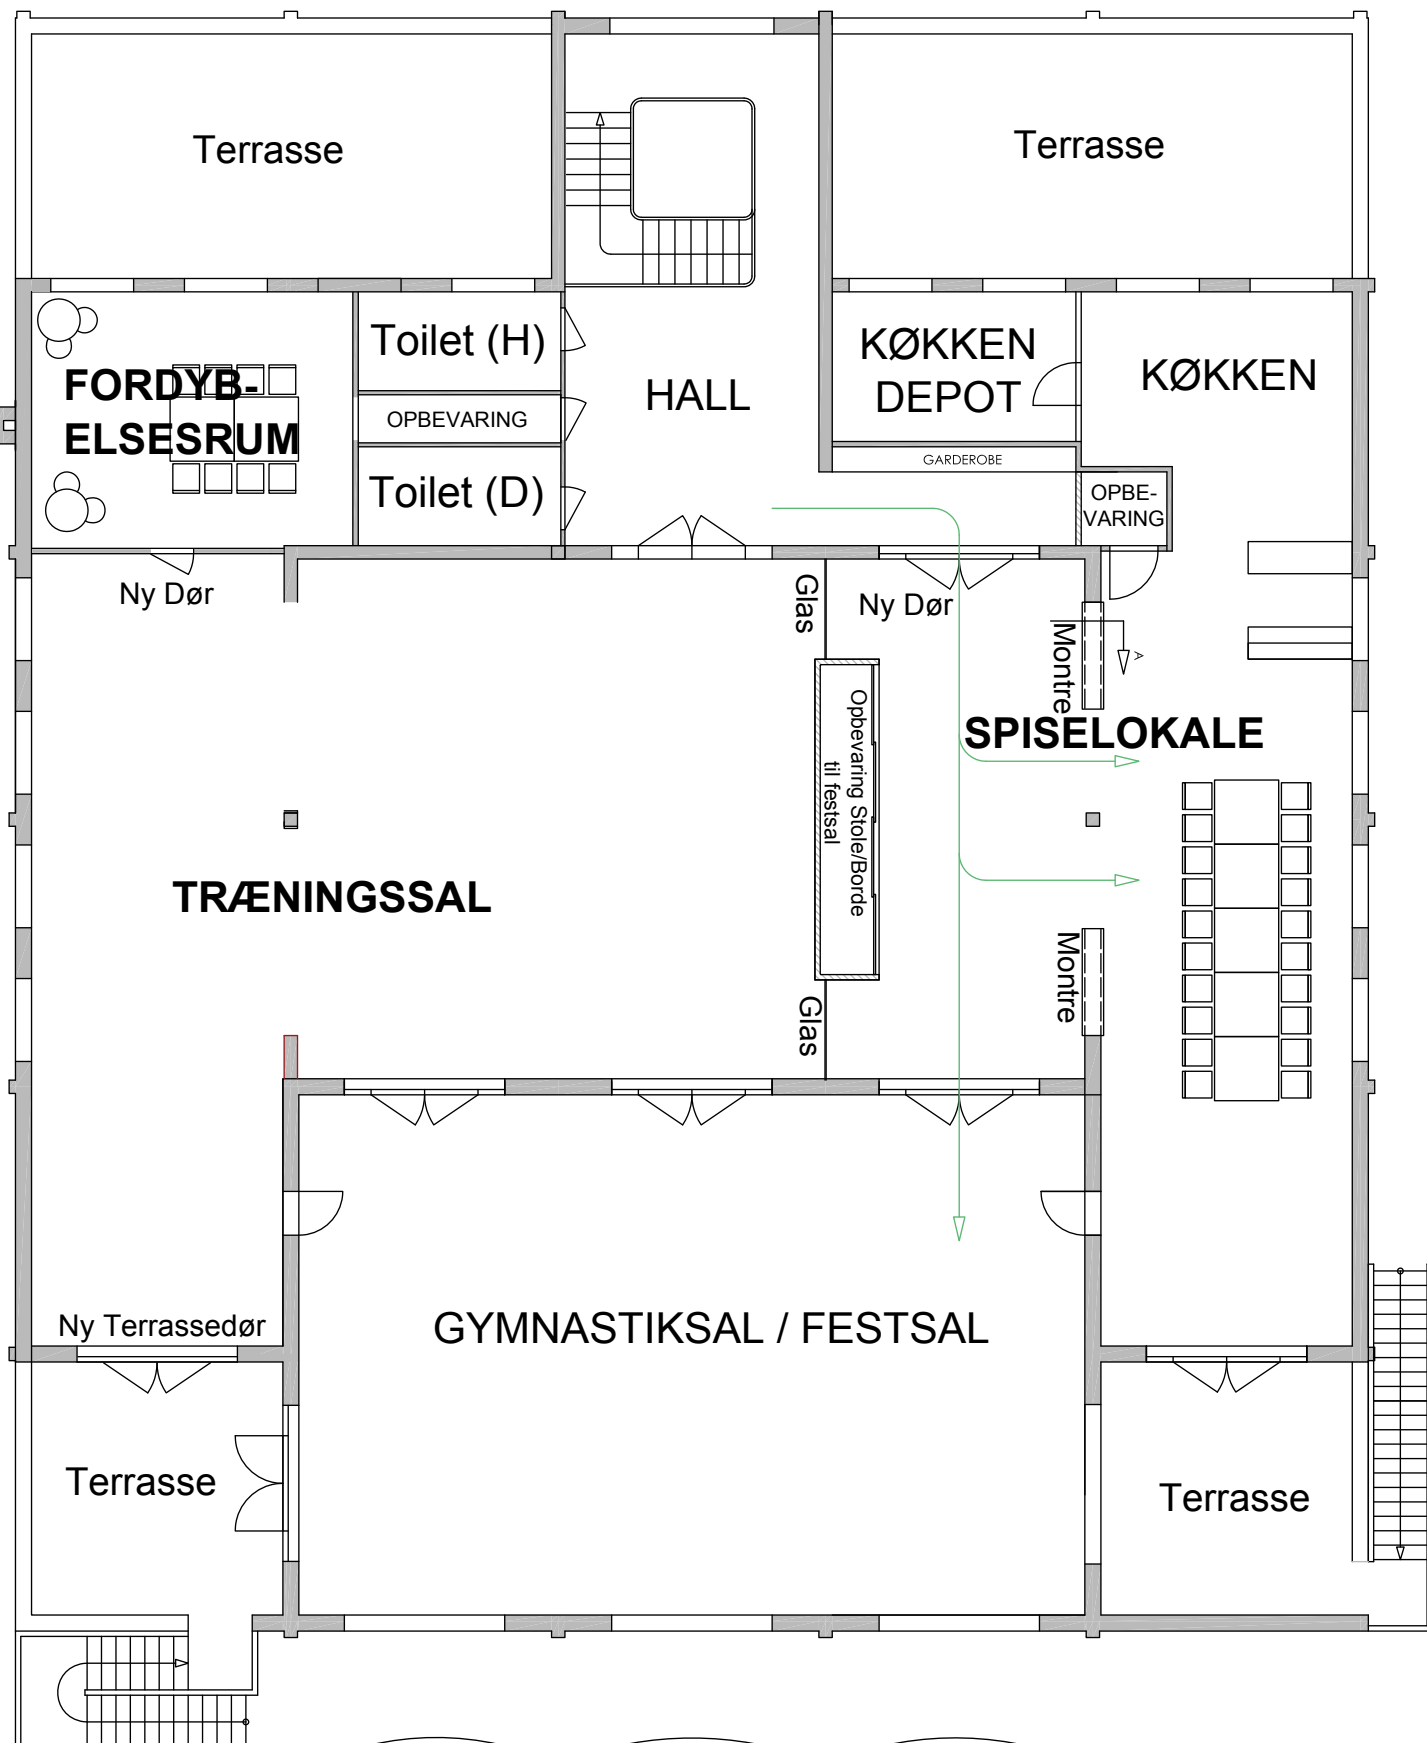 Terrasse
Terrasse
Toilet (H)
KØKKEN
DEPOT
KØKKEN
FORDYB-
ELSESRUM
HALL
OPBEVARING
GARDEROBE
Toilet (D)
OPBE-
VARING
Ny Dør
Glas
Ny Dør
Montre
A
Opbevaring Stole/Borde
til festsal
SPISELOKALE
TRÆNINGSSAL
Montre
Glas
Ny Terrassedør
GYMNASTIKSAL / FESTSAL
Terrasse
Terrasse